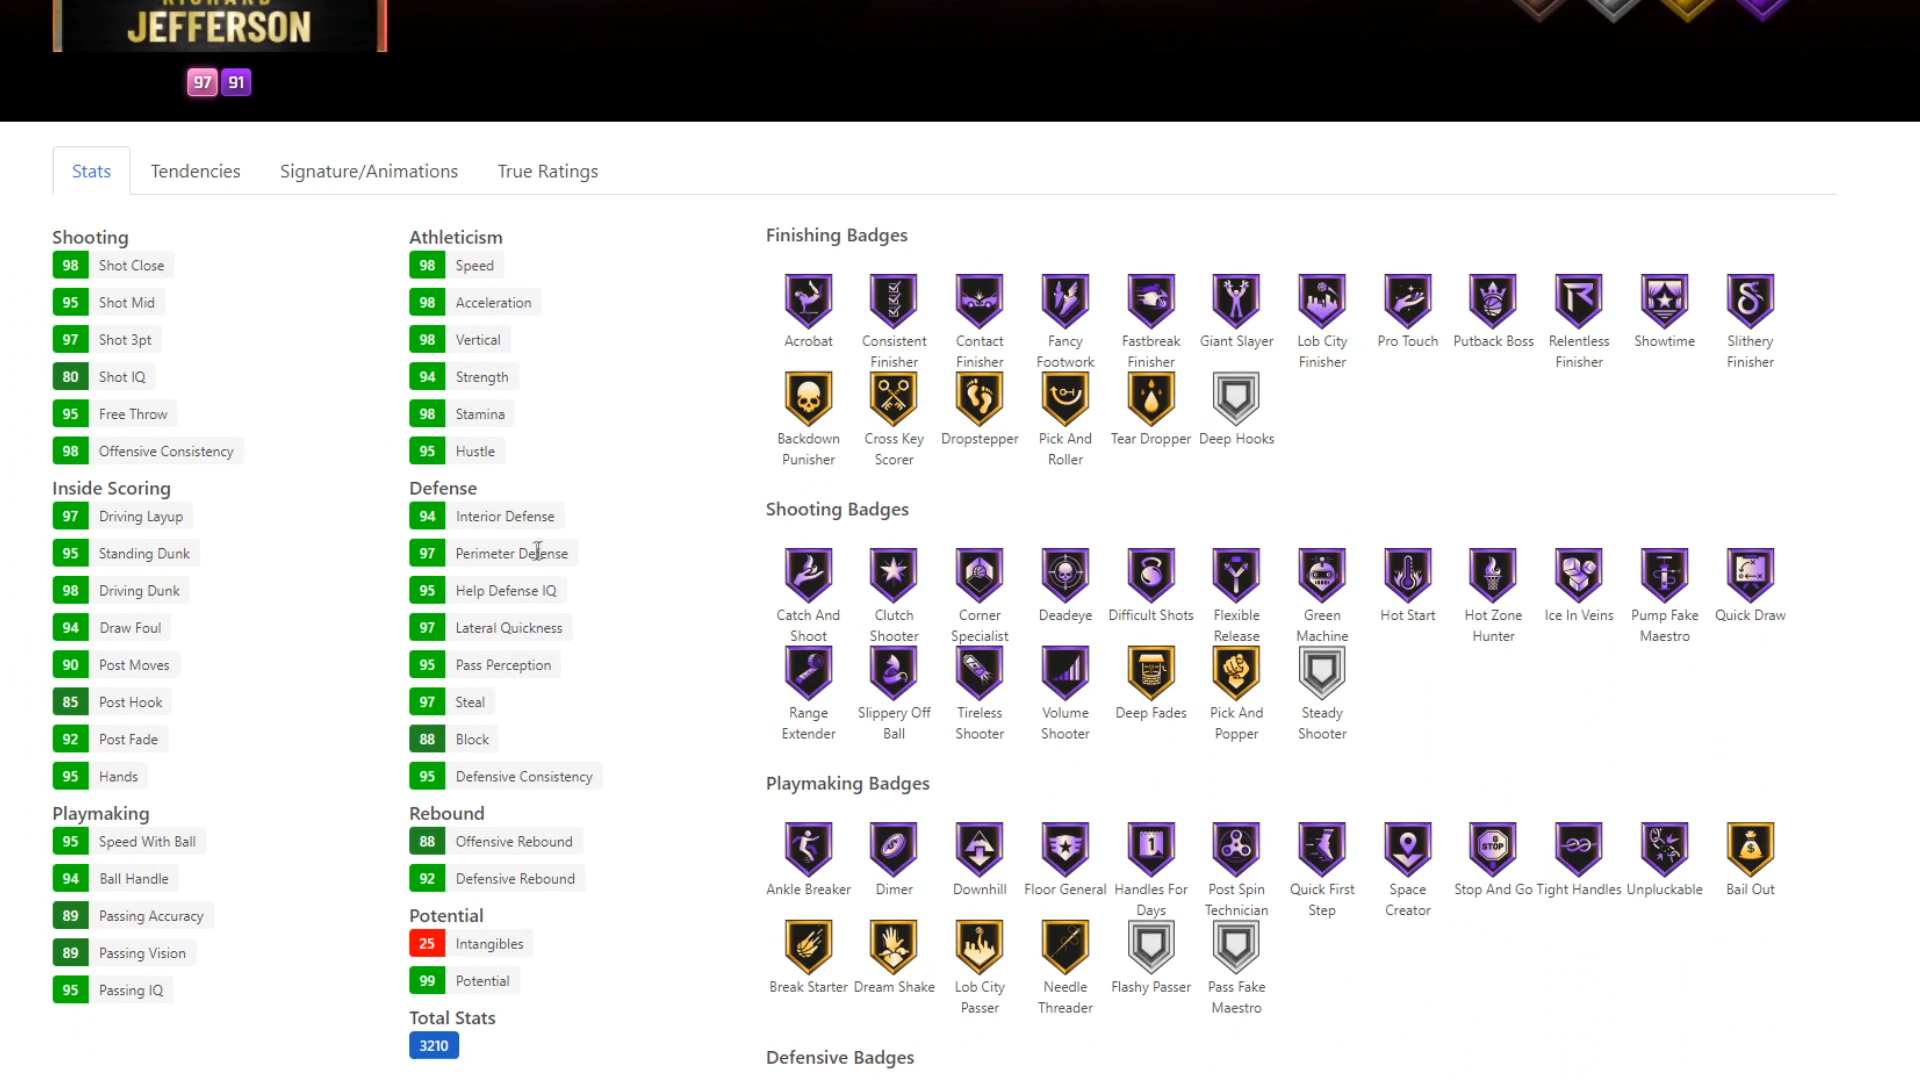 RICHARD
JEFFERSON
97 91
Stats Tendencies Signature/Animations True Ratings
Shooting
98 Shot Close
95 Shot Mid
97 Shot 3pt
80 Shot IQ
95 Free Throw
98 Offensive Consistency
Inside Scoring
97 Driving Layup
95 Standing Dunk
98 Driving Dunk
94 Draw Foul
90 Post Moves
85 Post Hook
92 Post Fade
95 Hands
Playmaking
95 Speed With Ball
94 Ball Handle
89 Passing Accuracy
89 Passing Vision
95 Passing IQ
Athleticism
98 Speed
98 Acceleration
98 Vertical
94 Strength
98 Stamina
95 Hustle
Defense
94 Interior Defense
97 Perimeter Defense
95 Help Defense IQ
97 Lateral Quickness
95 Pass Perception
97 Steal
88 Block
95 Defensive Consistency
Rebound
88 Offensive Rebound
92 Defensive Rebound
Potential
25 Intangibles
99 Potential
Total Stats
3210
Finishing Badges
Acrobat Consistent Contact Fancy Fastbreak Giant Slayer Lob City Pro Touch Putback Boss Relentless Showtime Slithery
Finisher Finisher Footwork Finisher Finisher Finisher Finisher
Backdown Cross Key Dropstepper Pick And Tear Dropper Deep Hooks
Punisher Scorer Roller
Shooting Badges
Catch And Clutch Corner Deadeye Difficult Shots Flexible Green Hot Start Hot Zone Ice In Veins Pump Fake Quick Draw
Shoot Shooter Specialist Release Machine Hunter Maestro
Range Slippery Off Tireless Volume Deep Fades Pick And Steady
Extender Ball Shooter Shooter Popper Shooter
Playmaking Badges
1 STOP
Ankle Breaker Dimer Downhill Floor General Handles For Post Spin Quick First Space Stop And Go Tight Handles Unpluckable Bail Out
Days Technician Step Creator
Break Starter Dream Shake Lob City Needle Flashy Passer Pass Fake
Passer Threader Maestro
Defensive Badges